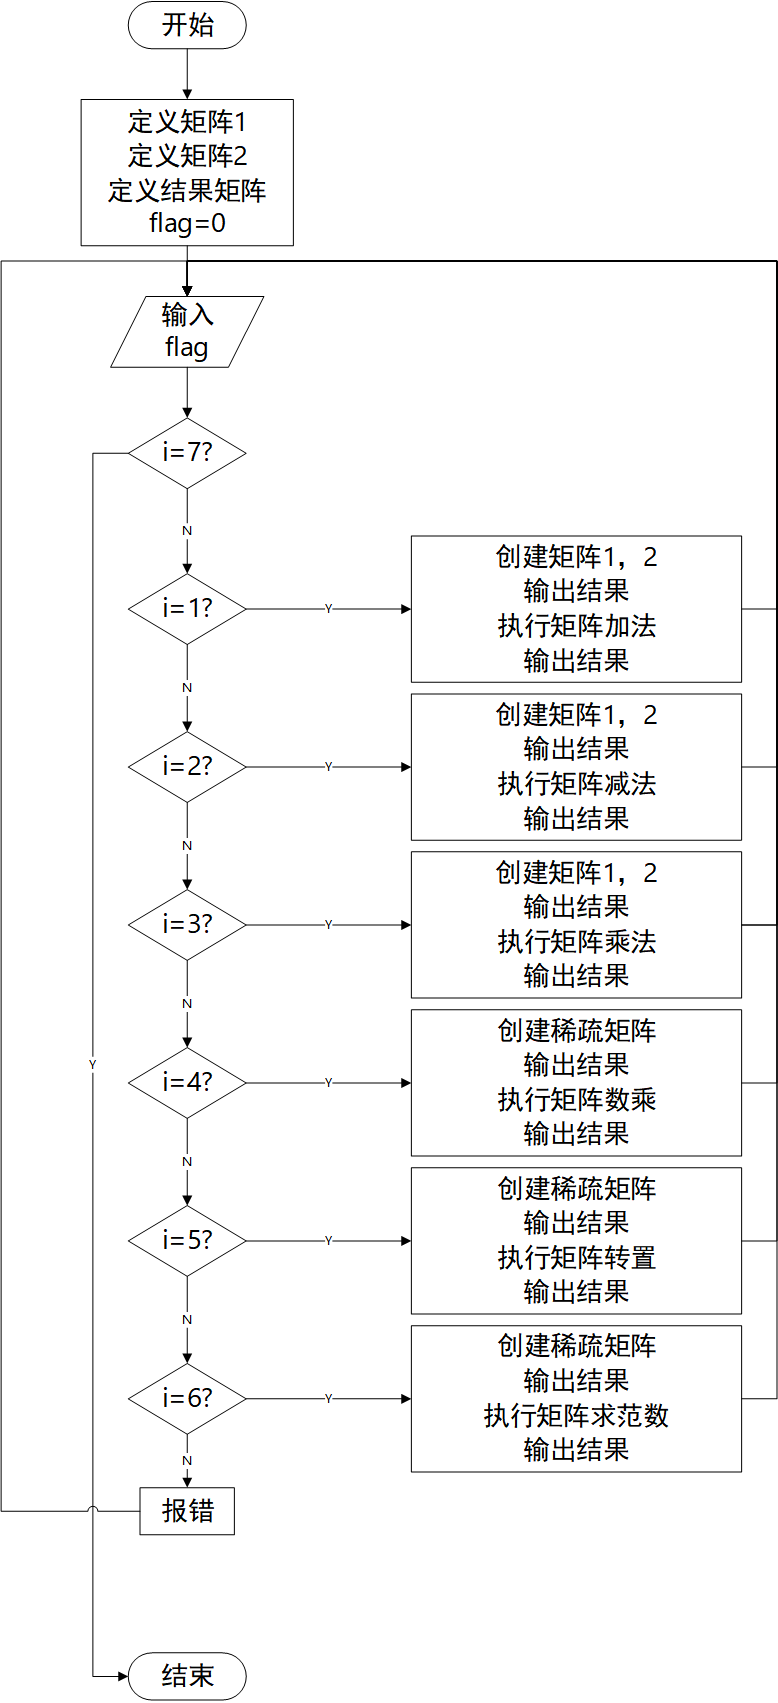 开始
定义矩阵1
定义矩阵2
定义结果矩阵
flag=0
输入
flag
i=7?
N
i=1?
Y
创建矩阵1，2
输出结果
执行矩阵加法
输出结果
N
i=2?
Y
创建矩阵1，2
输出结果
执行矩阵减法
输出结果
N
i=3?
Y
创建矩阵1，2
输出结果
执行矩阵乘法
输出结果
N
Y
i=4?
Y
创建稀疏矩阵
输出结果
执行矩阵数乘
输出结果
N
i=5?
Y
创建稀疏矩阵
输出结果
执行矩阵转置
输出结果
N
i=6?
Y
创建稀疏矩阵
输出结果
执行矩阵求范数
输出结果
N
报错
结束